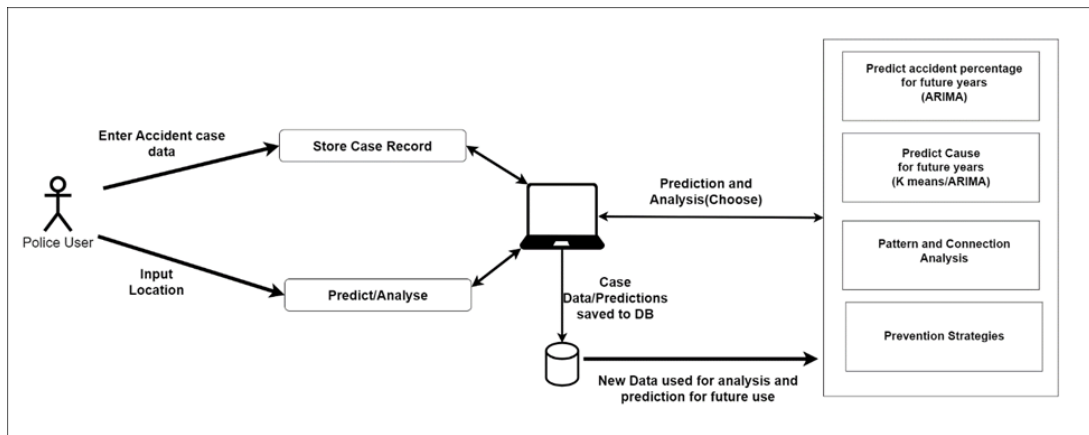 Police User
Enter Accident case
data
Input
Location
Store Case Record
Predict/Analyse
Case
Data/Predictions
saved to DB
Prediction and
Analysis(Choose)
New Data used for analysis and
prediction for future use
Predict accident percentage
for future years
(ARIMA)
Predict Cause
for future years
(K means/ARIMA)
Pattern and Connection
Analysis
Prevention Strategies